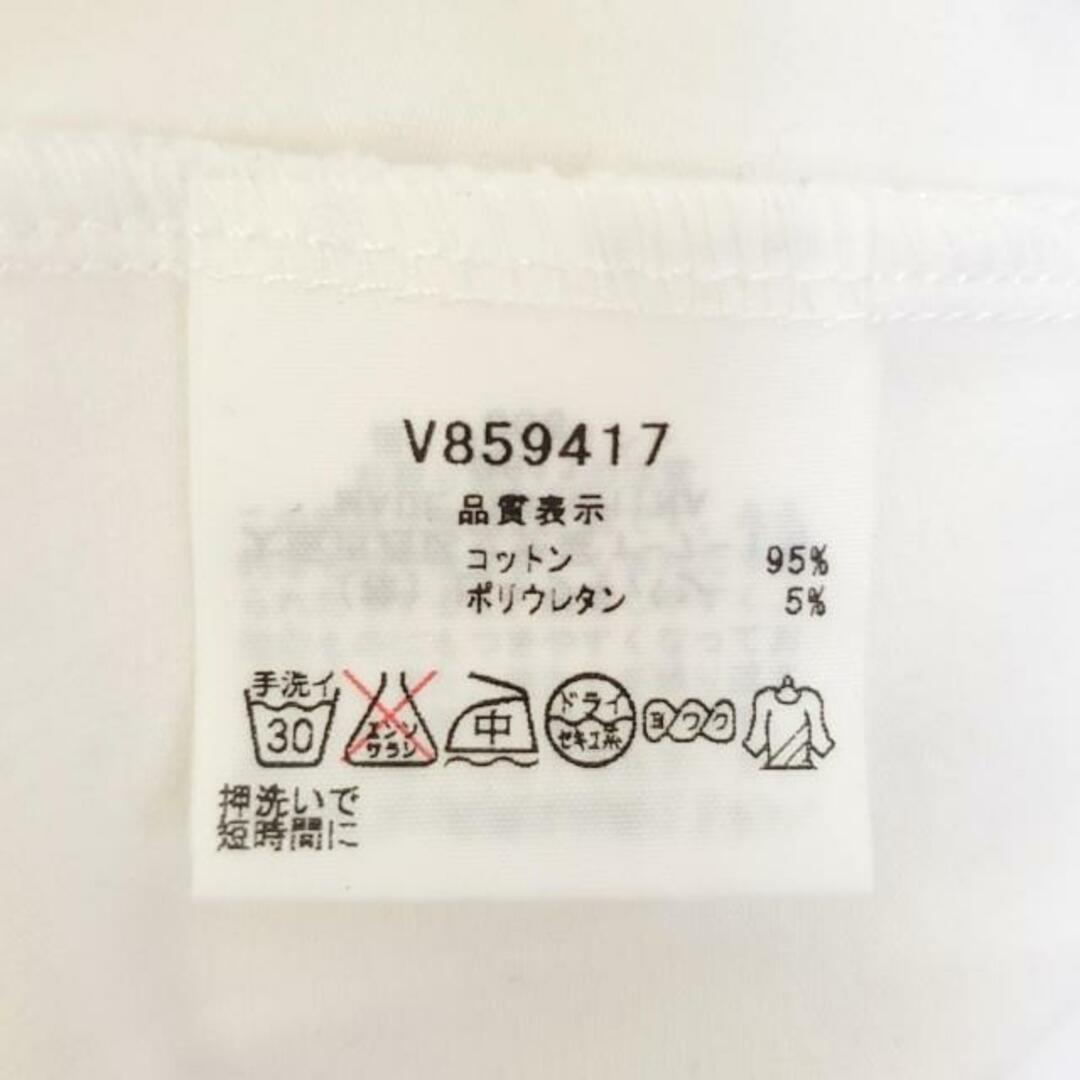 V859417
品質表示
コットン 95%
ポリウレタン 5%
手洗イ
30
エンソ
サラシ
中
ドライ
セキユ系
ヨワク
押洗いで
短時間に